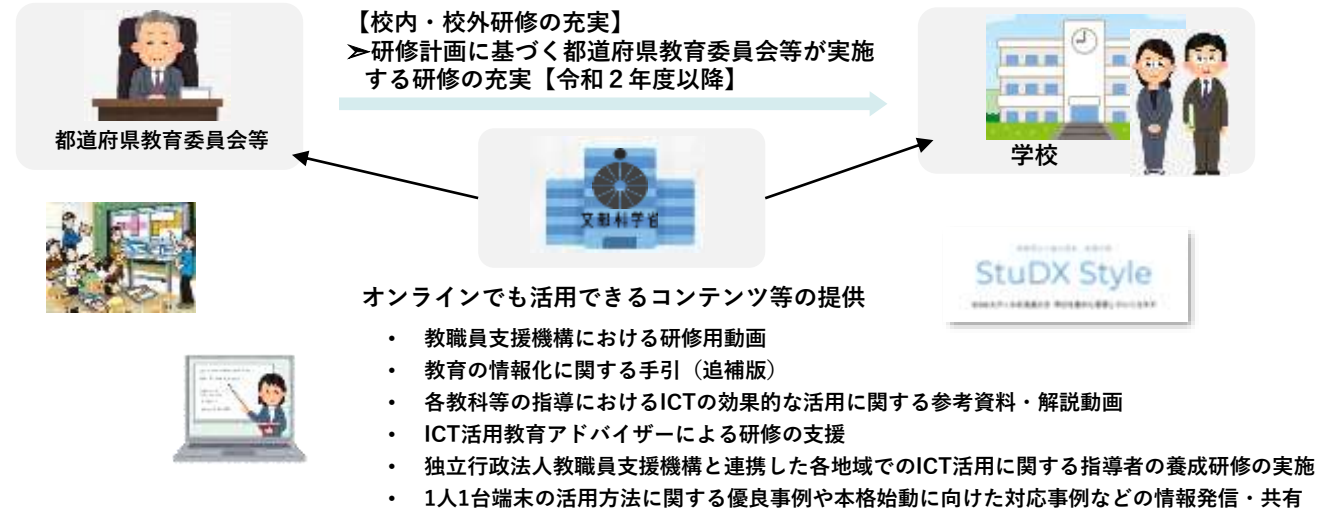 【校内・校外研修の充実】
➢研修計画に基づく都道府県教育委員会等が実施
する研修の充実【令和２年度以降】
都道府県教育委員会等
学校
文部科学省
StuDX Style
オンラインでも活用できるコンテンツ等の提供
• 教職員支援機構における研修用動画
• 教育の情報化に関する手引（追補版）
• 各教科等の指導におけるICTの効果的な活用に関する参考資料・解説動画
• ICT活用教育アドバイザーによる研修の支援
• 独立行政法人教職員支援機構と連携した各地域でのICT活用に関する指導者の養成研修の実施
• 1人1台端末の活用方法に関する優良事例や本格始動に向けた対応事例などの情報発信・共有